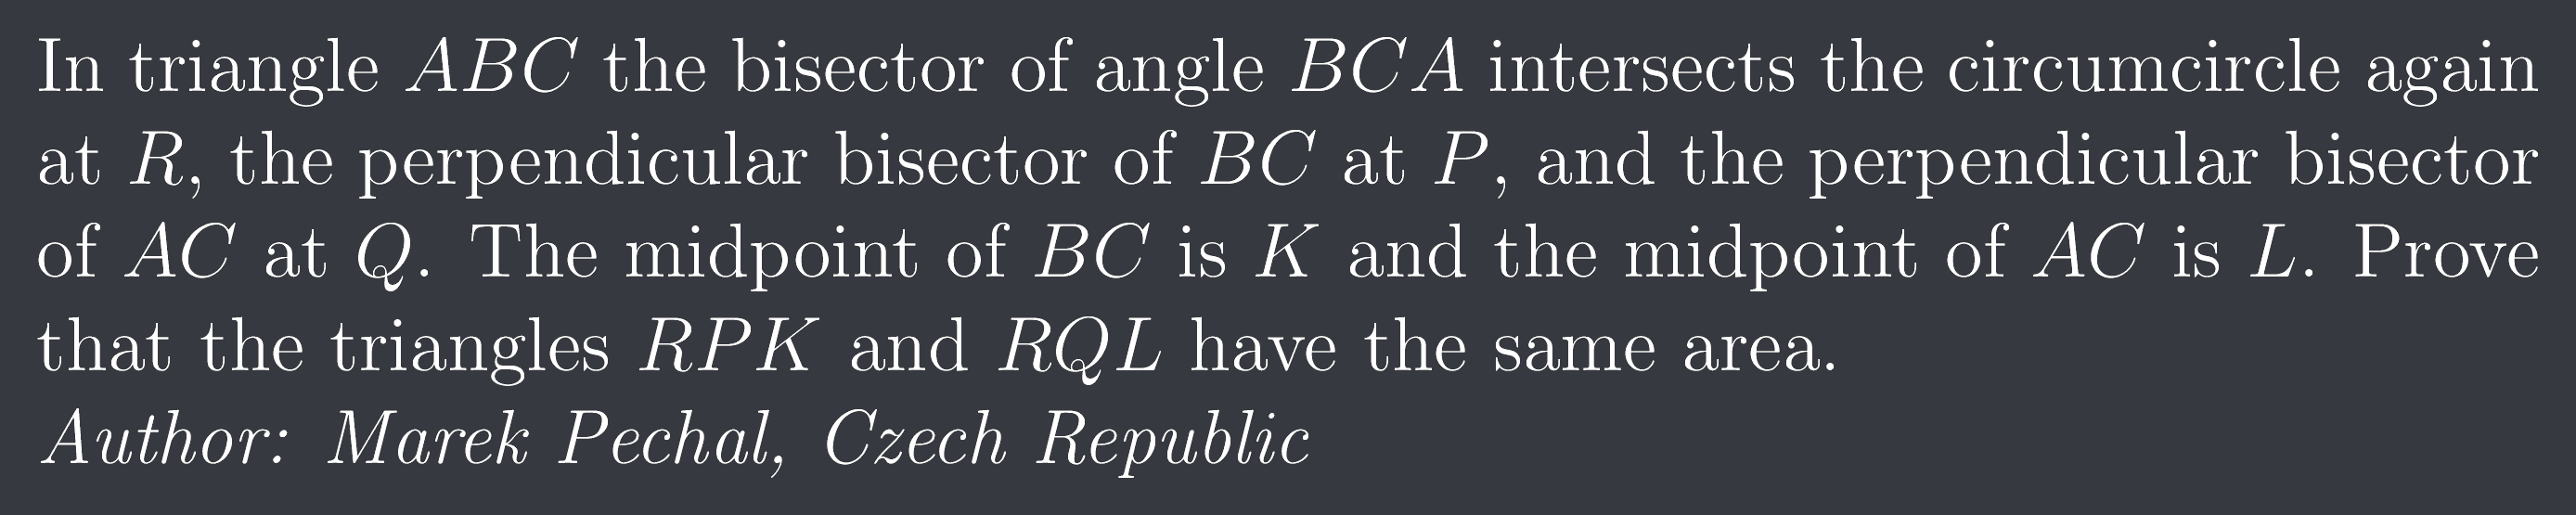 In triangle ABC the bisector of angle BCA intersects the circumcircle again
at R, the perpendicular bisector of BC at P, and the perpendicular bisector
of AC at Q. The midpoint of BC is K and the midpoint of AC is L. Prove
that the triangles RPK and RQL have the same area.
Author: Marek Pechal, Czech Republic